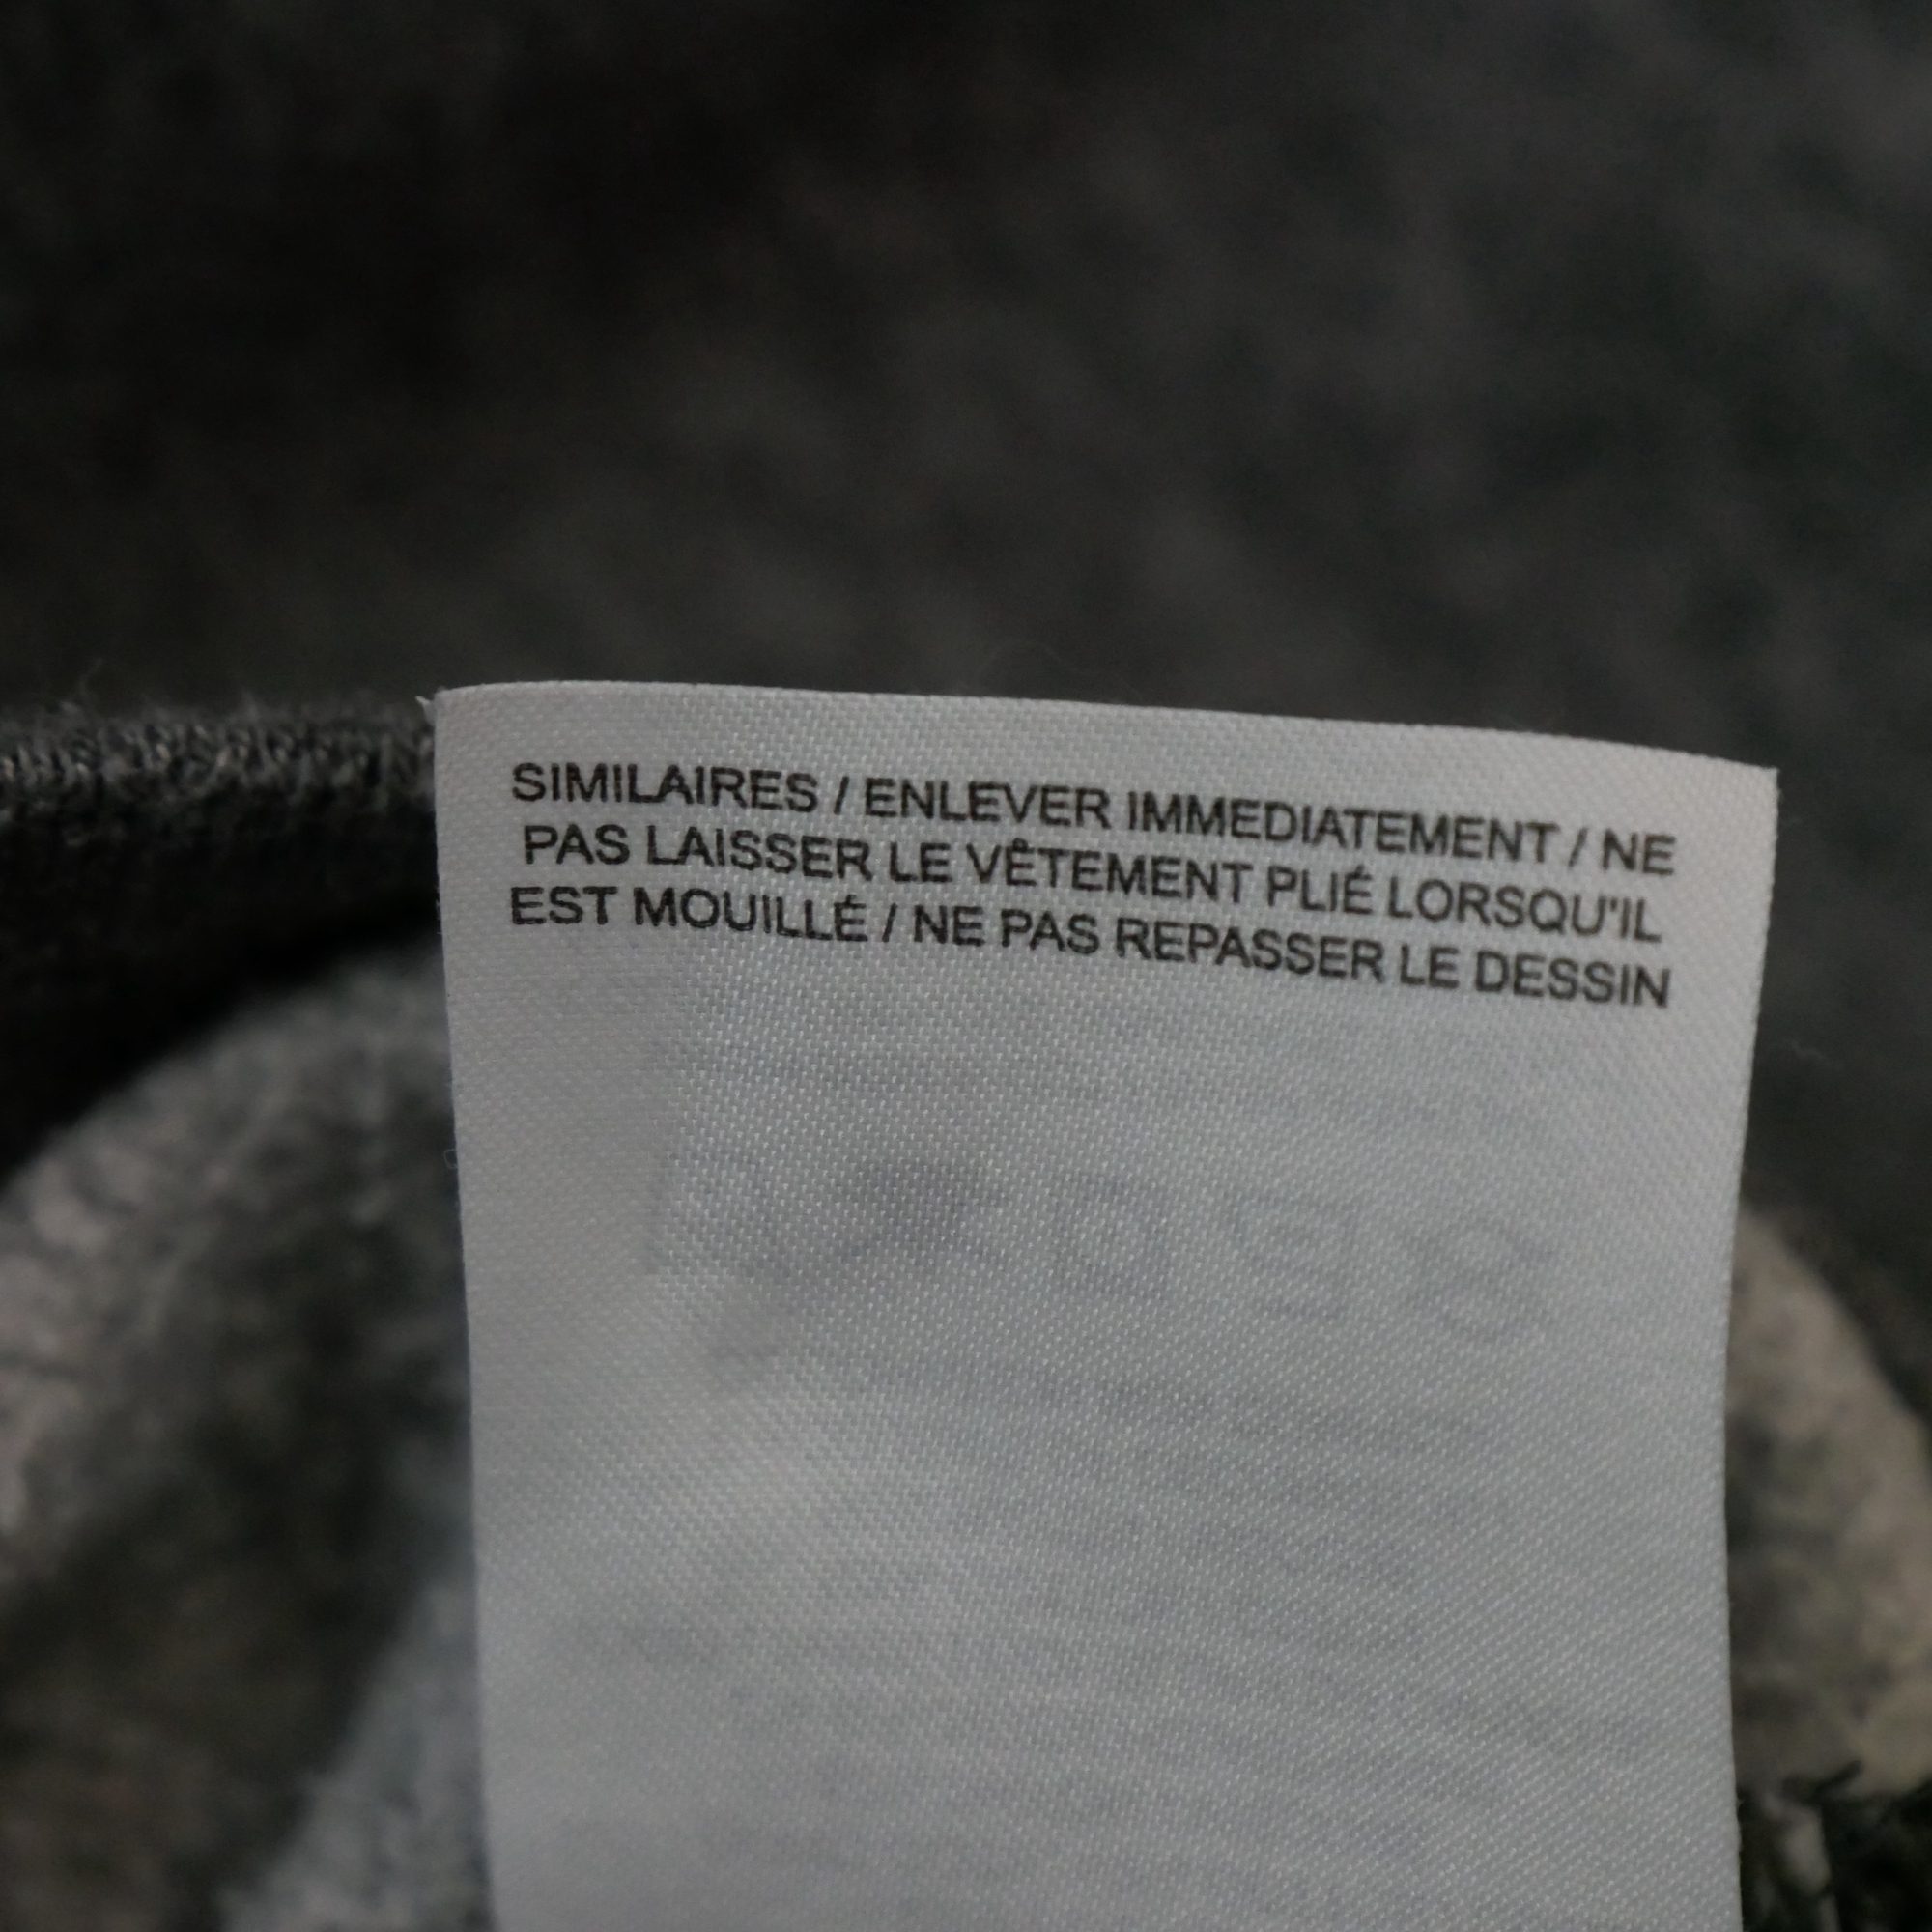 SIMILAIRES / ENLEVER IMMEDIATEMENT / NE
PAS LAISSER LE VÊTEMENT PLIÉ LORSQU'IL
EST MOUILLÉ / NE PAS REPASSER LE DESSIN